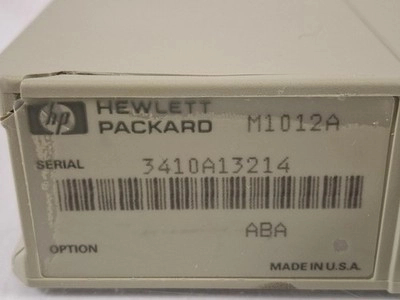 hp HEWLETT
PACKARD M1012A
SERIAL 3410A13214
ABA
OPTION
MADE IN U.S.A.